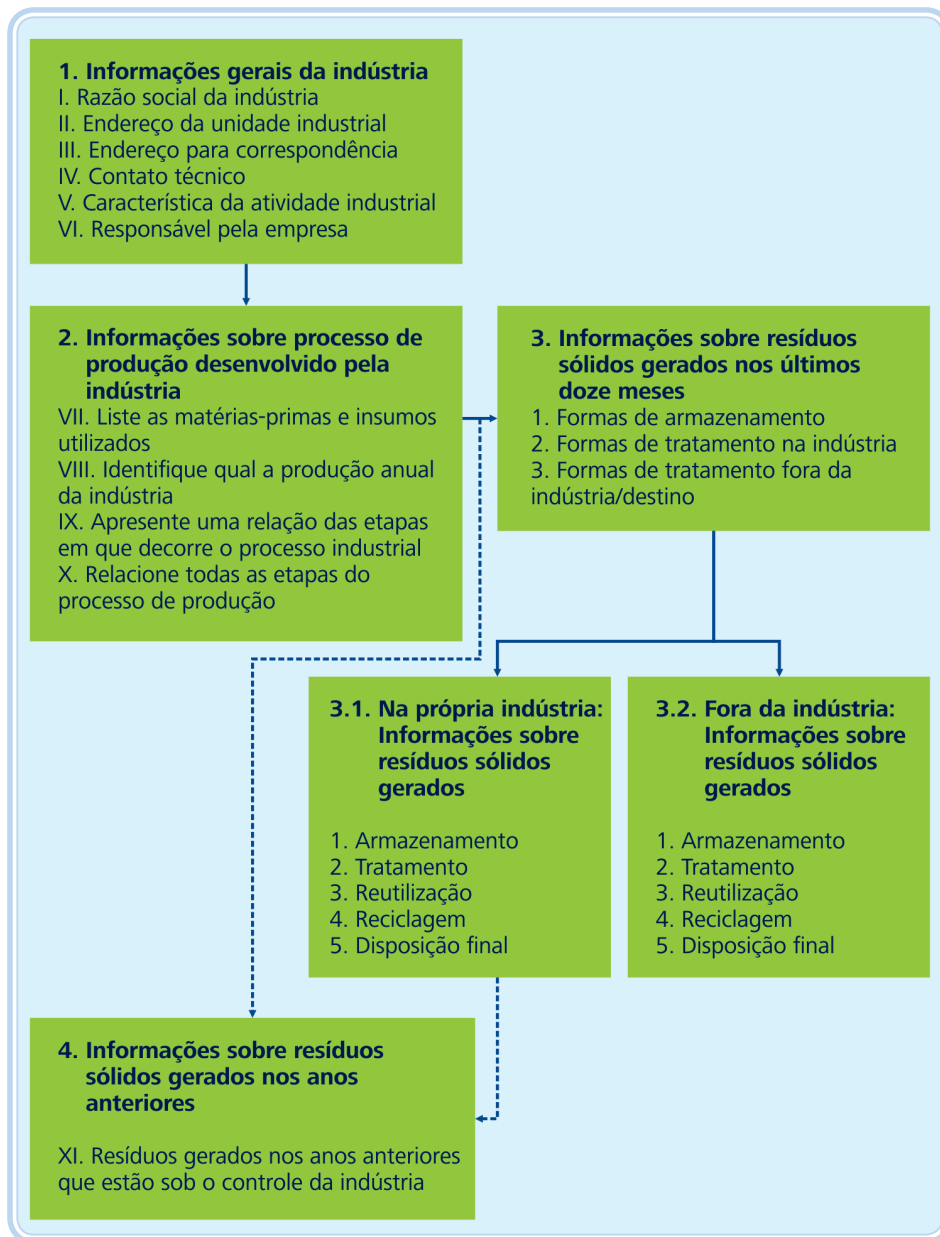 1. Informações gerais da indústria
I. Razão social da indústria
II. Endereço da unidade industrial
III. Endereço para correspondência
IV. Contato técnico
V. Característica da atividade industrial
VI. Responsável pela empresa
2. Informações sobre processo de
produção desenvolvido pela
indústria
VII. Liste as matérias-primas e insumos
utilizados
VIII. Identifique qual a produção anual
da indústria
IX. Apresente uma relação das etapas
em que decorre o processo industrial
X. Relacione todas as etapas do
processo de produção
3. Informações sobre resíduos
sólidos gerados nos últimos
doze meses
1. Formas de armazenamento
2. Formas de tratamento na indústria
3. Formas de tratamento fora da
indústria/destino
3.1. Na própria indústria:
Informações sobre
resíduos sólidos
gerados
1. Armazenamento
2. Tratamento
3. Reutilização
4. Reciclagem
5. Disposição final
3.2. Fora da indústria:
Informações sobre
resíduos sólidos
gerados
1. Armazenamento
2. Tratamento
3. Reutilização
4. Reciclagem
5. Disposição final
4. Informações sobre resíduos
sólidos gerados nos anos
anteriores
XI. Resíduos gerados nos anos anteriores
que estão sob o controle da indústria